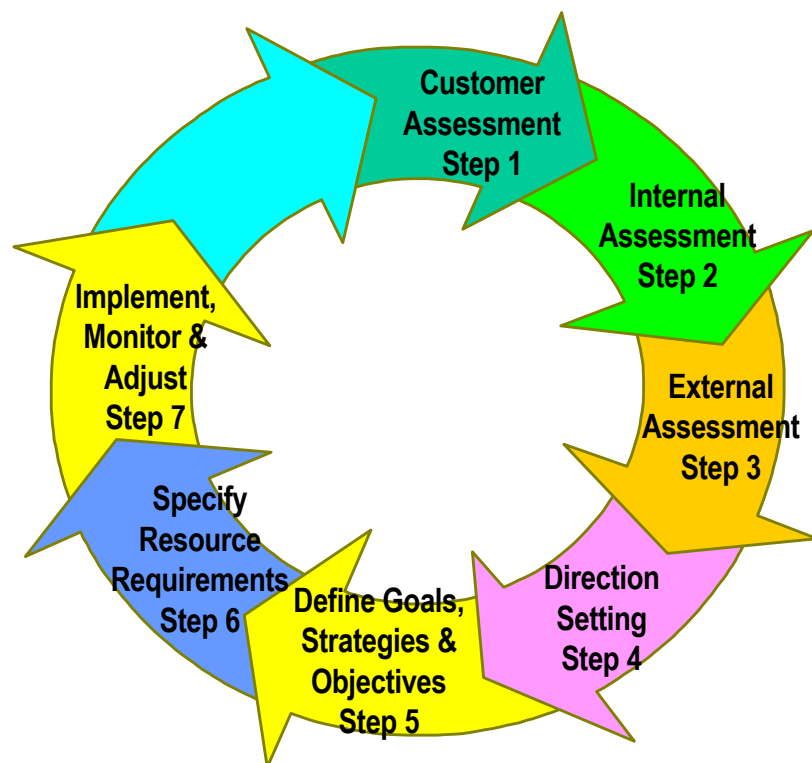 Customer
Assessment
Step 1
Internal
Assessment
Step 2
External
Assessment
Step 3
Direction
Setting
Step 4
Define Goals,
Strategies &
Objectives
Step 5
Specify
Resource
Requirements
Step 6
Implement,
Monitor &
Adjust
Step 7